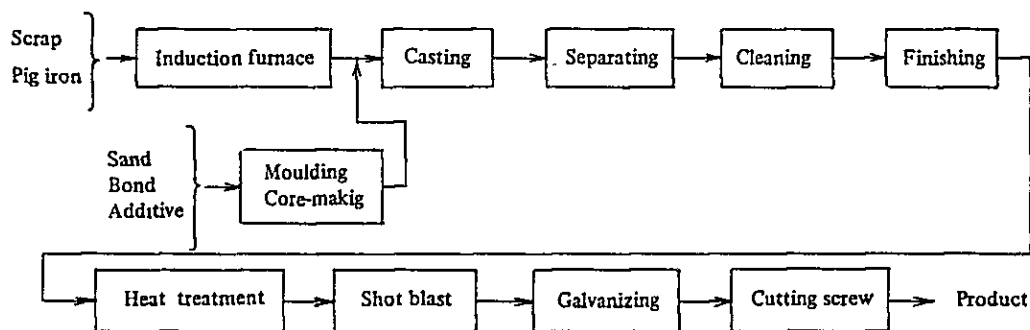 Scrap
Pig iron
Induction furnace
Casting
Separating
Cleaning
Finishing
Sand
Bond
Additive
Moulding
Core-makig
Heat treatment
Shot blast
Galvanizing
Cutting screw
Product